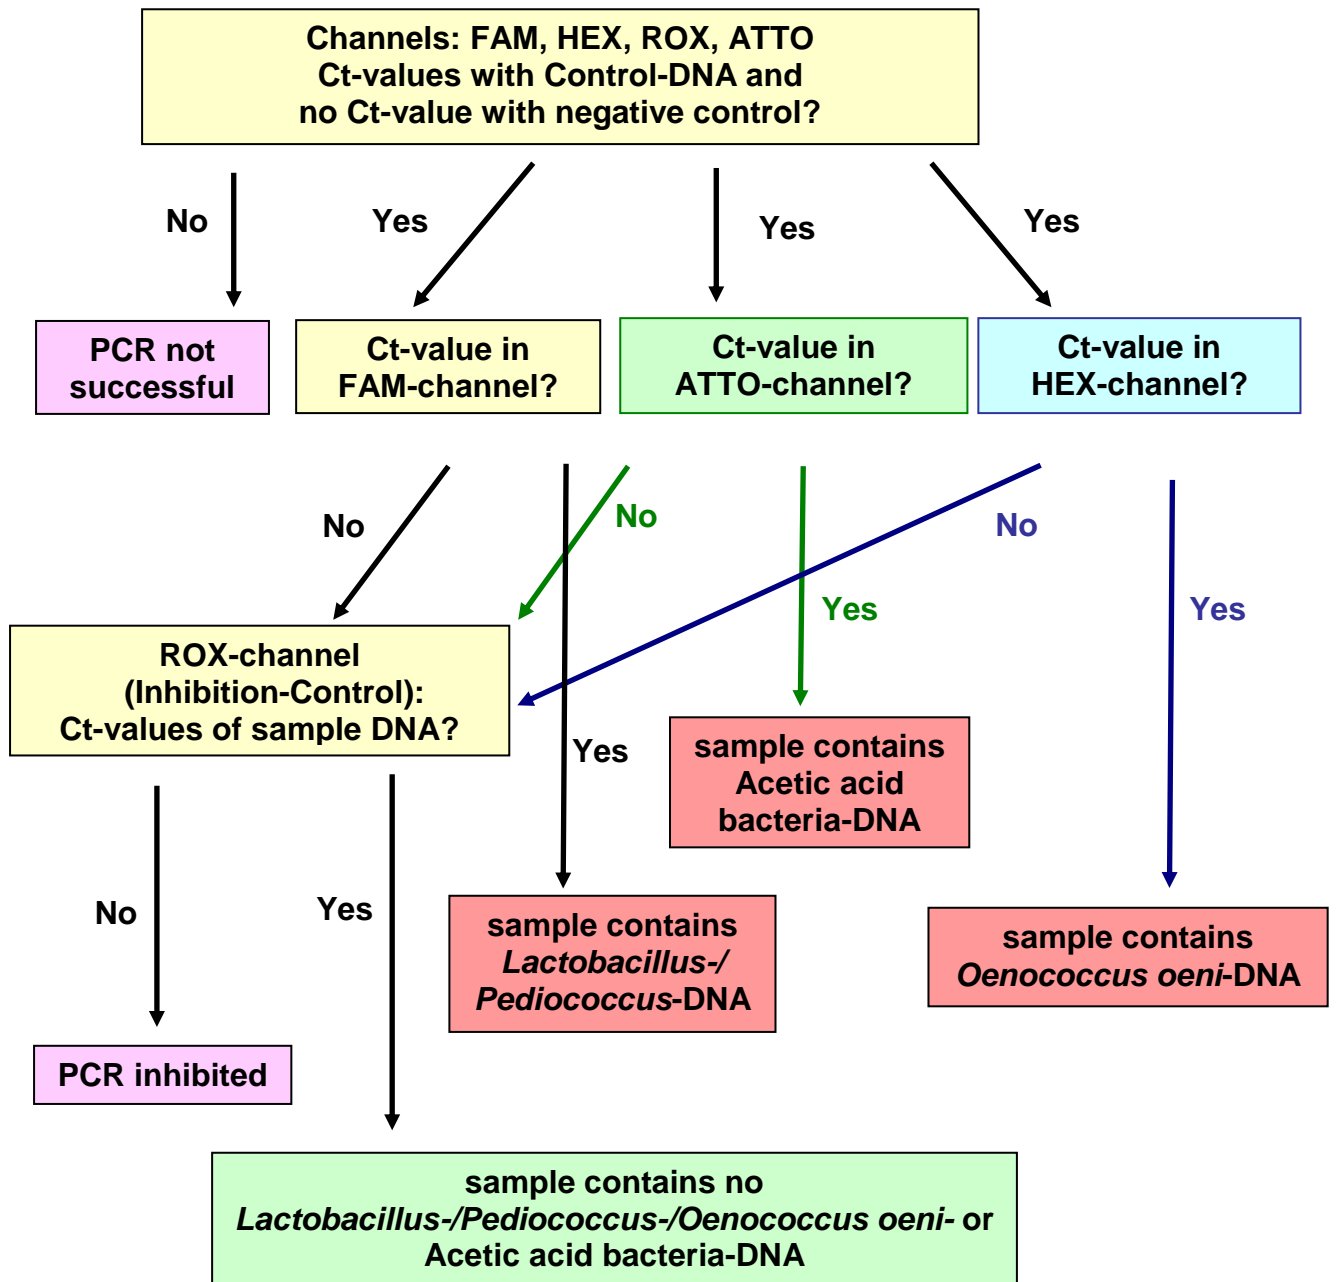 Channels: FAM, HEX, ROX, ATTO
Ct-values with Control-DNA and
no Ct-value with negative control?
No
Yes
Yes
Yes
PCR not
successful
Ct-value in
FAM-channel?
Ct-value in
ATTO-channel?
Ct-value in
HEX-channel?
No
No
No
Yes
Yes
ROX-channel
(Inhibition-Control):
Ct-values of sample DNA?
Yes
sample contains
Acetic acid
bacteria-DNA
No
Yes
sample contains
Lactobacillus-/
Pediococcus-DNA
sample contains
Oenococcus oeni-DNA
PCR inhibited
sample contains no
Lactobacillus-/Pediococcus-/Oenococcus oeni- or
Acetic acid bacteria-DNA